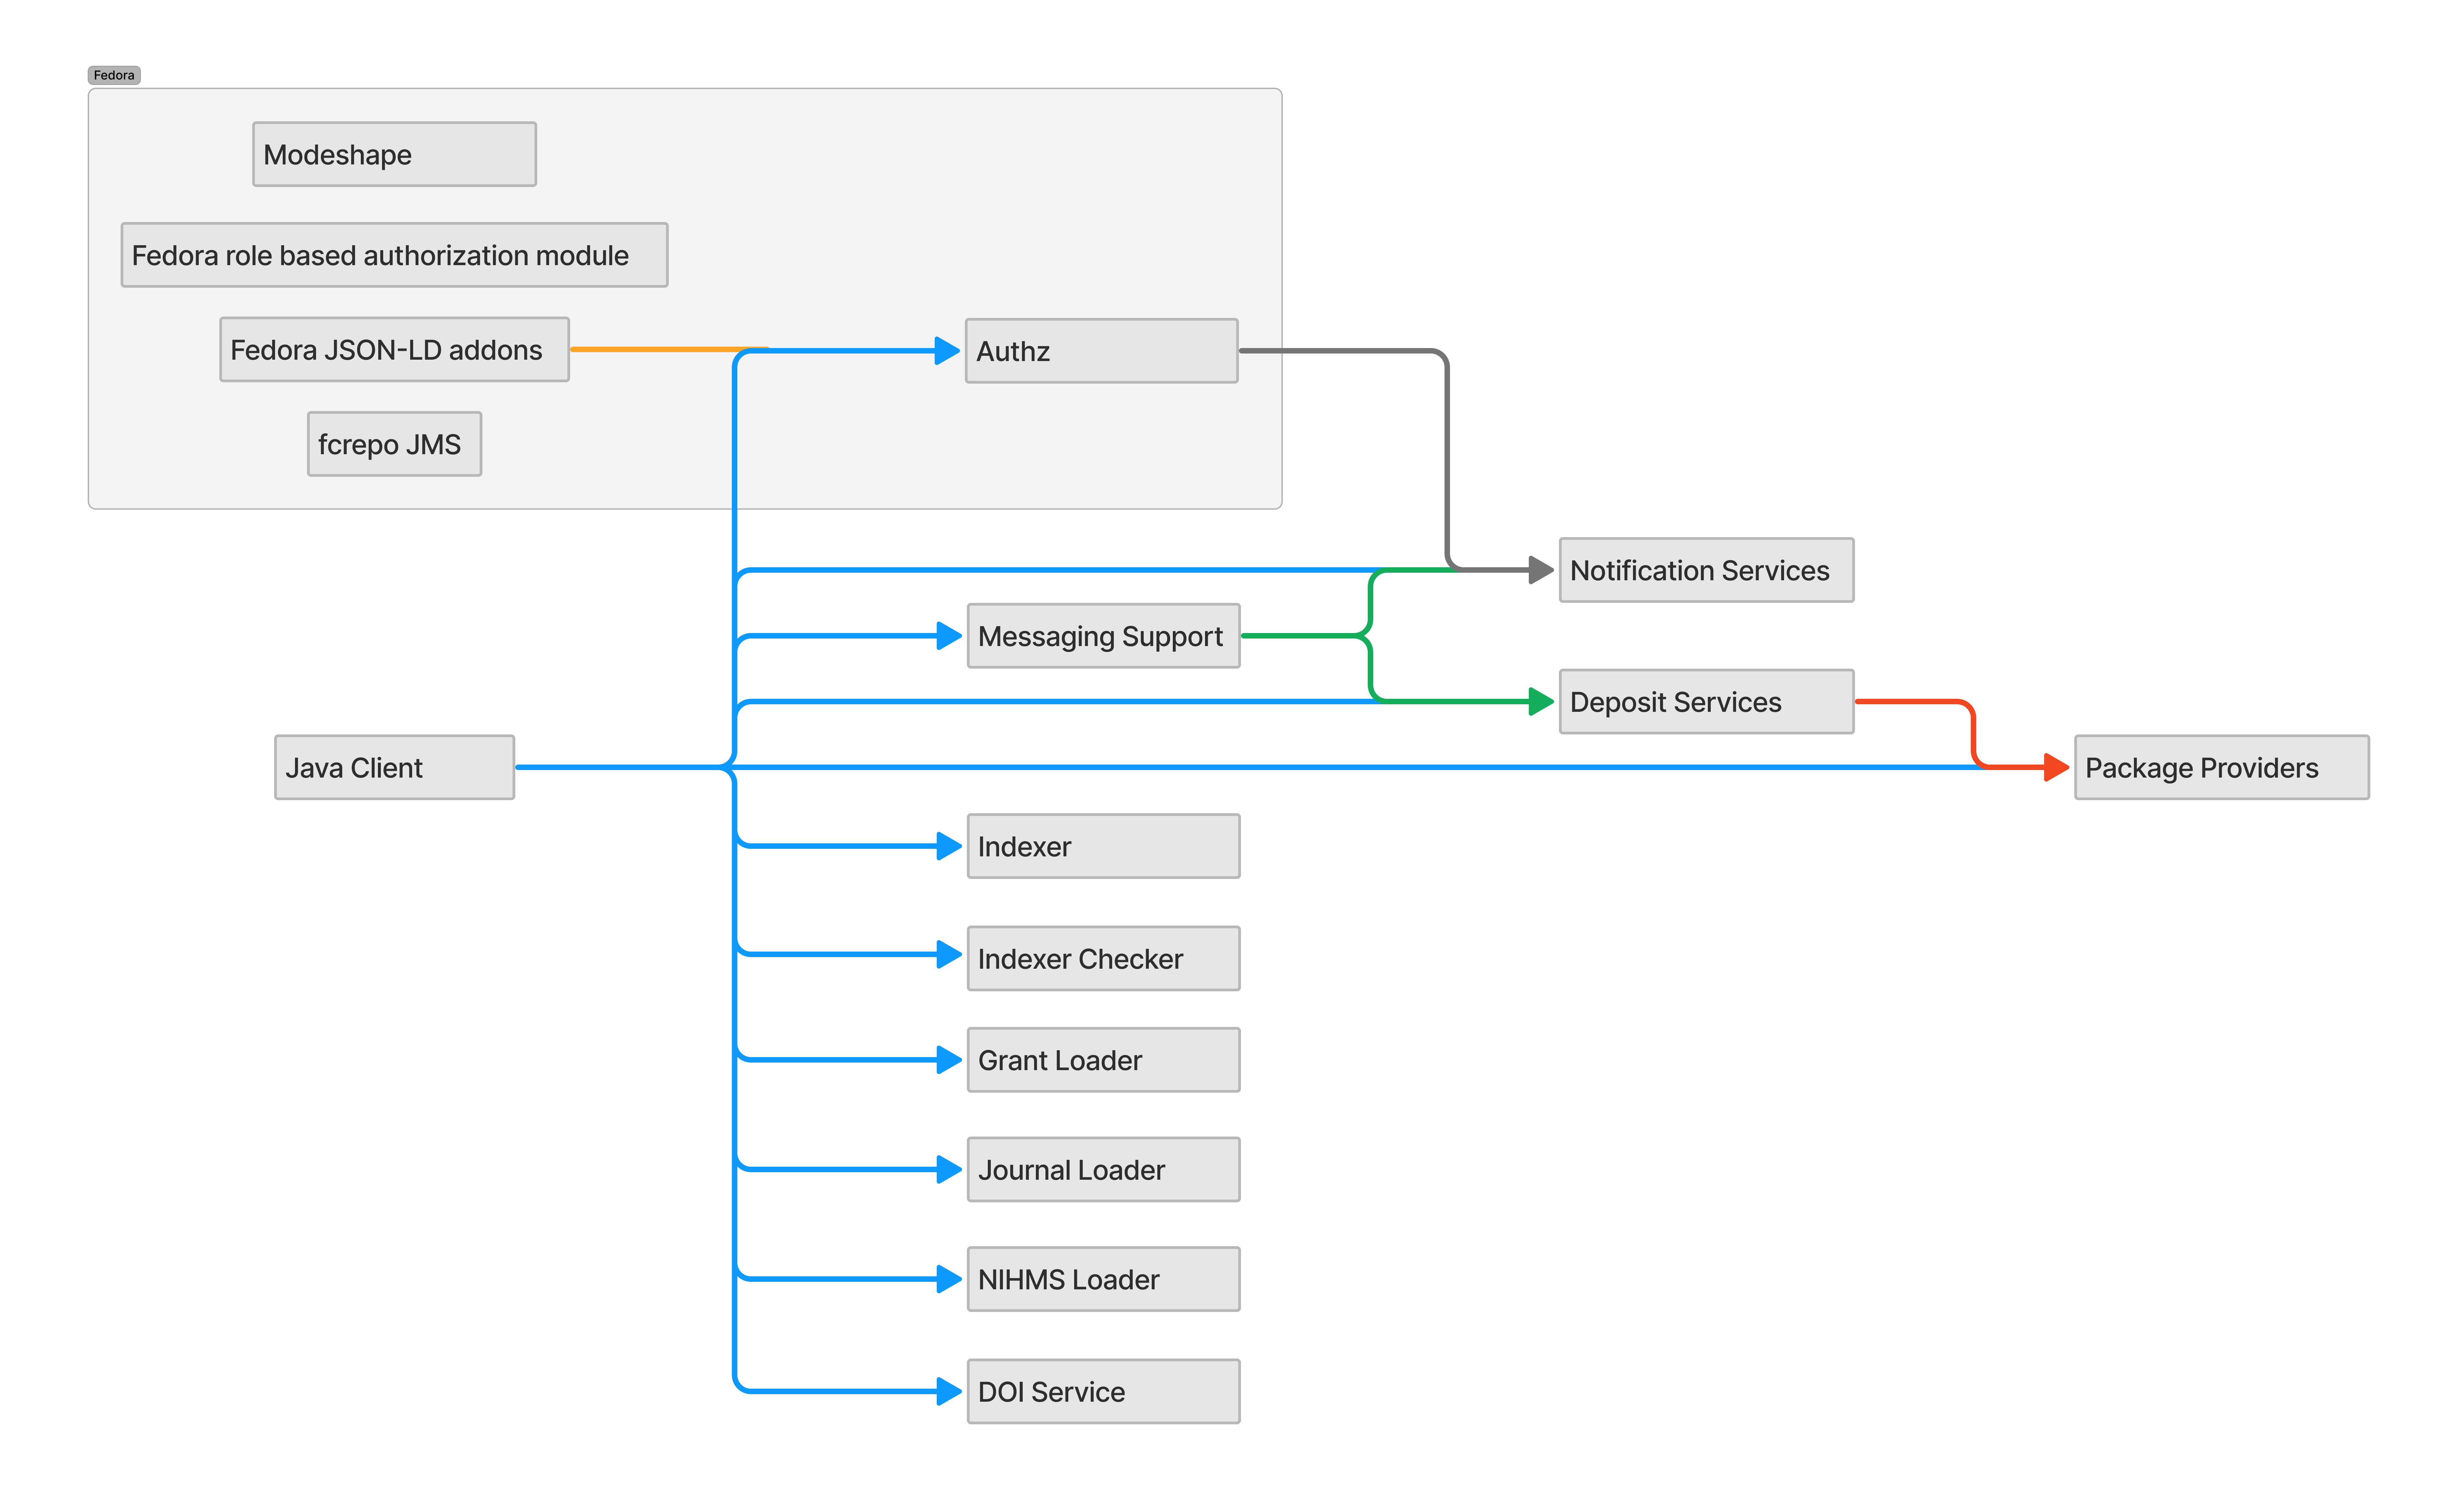 Fedora
Modeshape
Fedora role based authorization module
Fedora JSON-LD addons
Authz
fcrepo JMS
Notification Services
Messaging Support
Deposit Services
Java Client
Package Providers
Indexer
Indexer Checker
Grant Loader
Journal Loader
NIHMS Loader
DOI Service